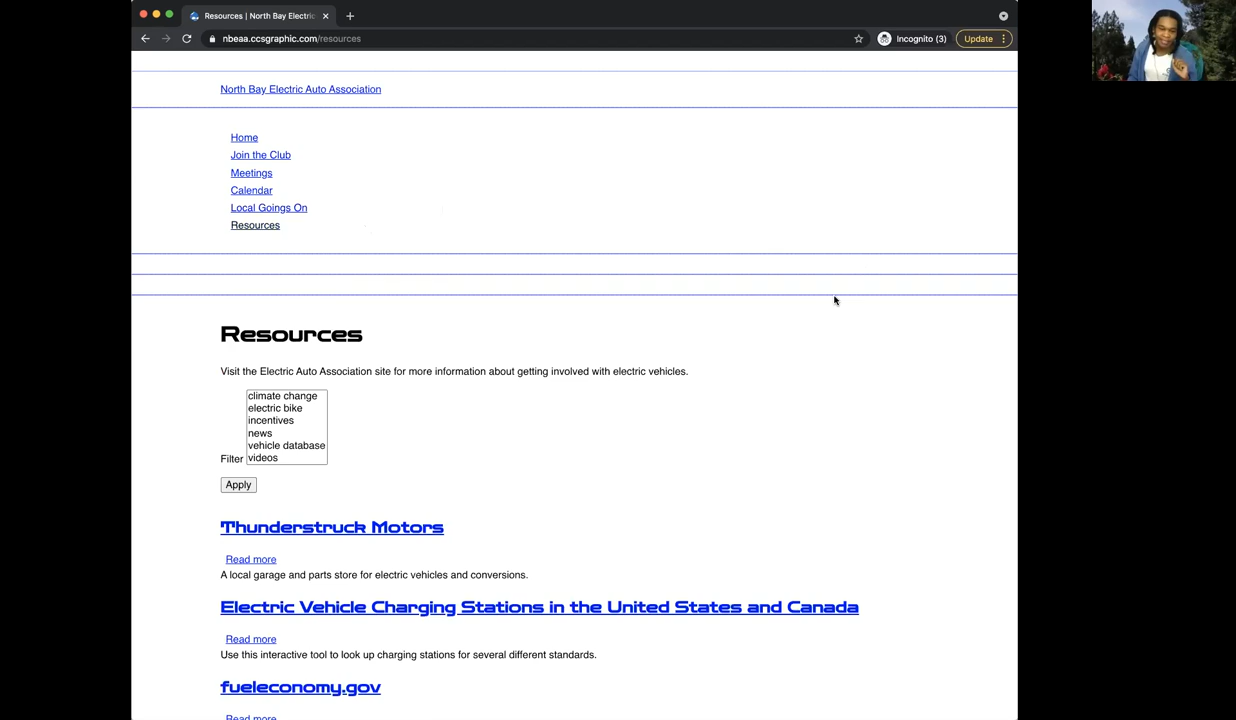 Resources | North Bay Electric
nbeaa.ccsgraphic.com/resources
Incognito (3)
Update
North Bay Electric Auto Association
Home
Join the Club
Meetings
Calendar
Local Goings On
Resources
Resources
Visit the Electric Auto Association site for more information about getting involved with electric vehicles.
climate change
electric bike
incentives
news
vehicle database
videos
Filter
Apply
Thunderstruck Motors
Read more
A local garage and parts store for electric vehicles and conversions.
Electric Vehicle Charging Stations in the United States and Canada
Read more
Use this interactive tool to look up charging stations for several different standards.
fueleconomy.gov
Read more